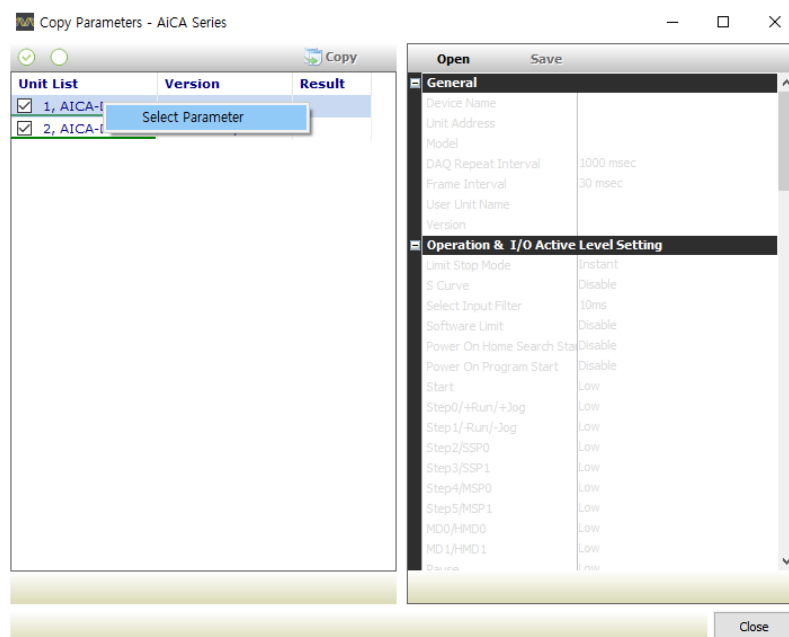 Copy Parameters - AiCA Series
Copy
Unit List Version Result
1, AICA-
2, AICA-
Select Parameter
Open Save
General
Device Name
Unit Address
Model
DAQ Repeat Interval 1000 msec
Frame Interval 30 msec
User Unit Name
Version
Operation & I/O Active Level Setting
Limit Stop Mode Instant
S Curve Disable
Select Input Filter 10ms
Software Limit Disable
Power On Home Search Star Disable
Power On Program Start Disable
Start Low
Step0/+Run/+Jog Low
Step1/-Run/-Jog Low
Step2/SSP0 Low
Step3/SSP1 Low
Step4/MSP0 Low
Step5/MSP1 Low
MD0/HMD0 Low
MD1/HMD1 Low
Pause Low
Close